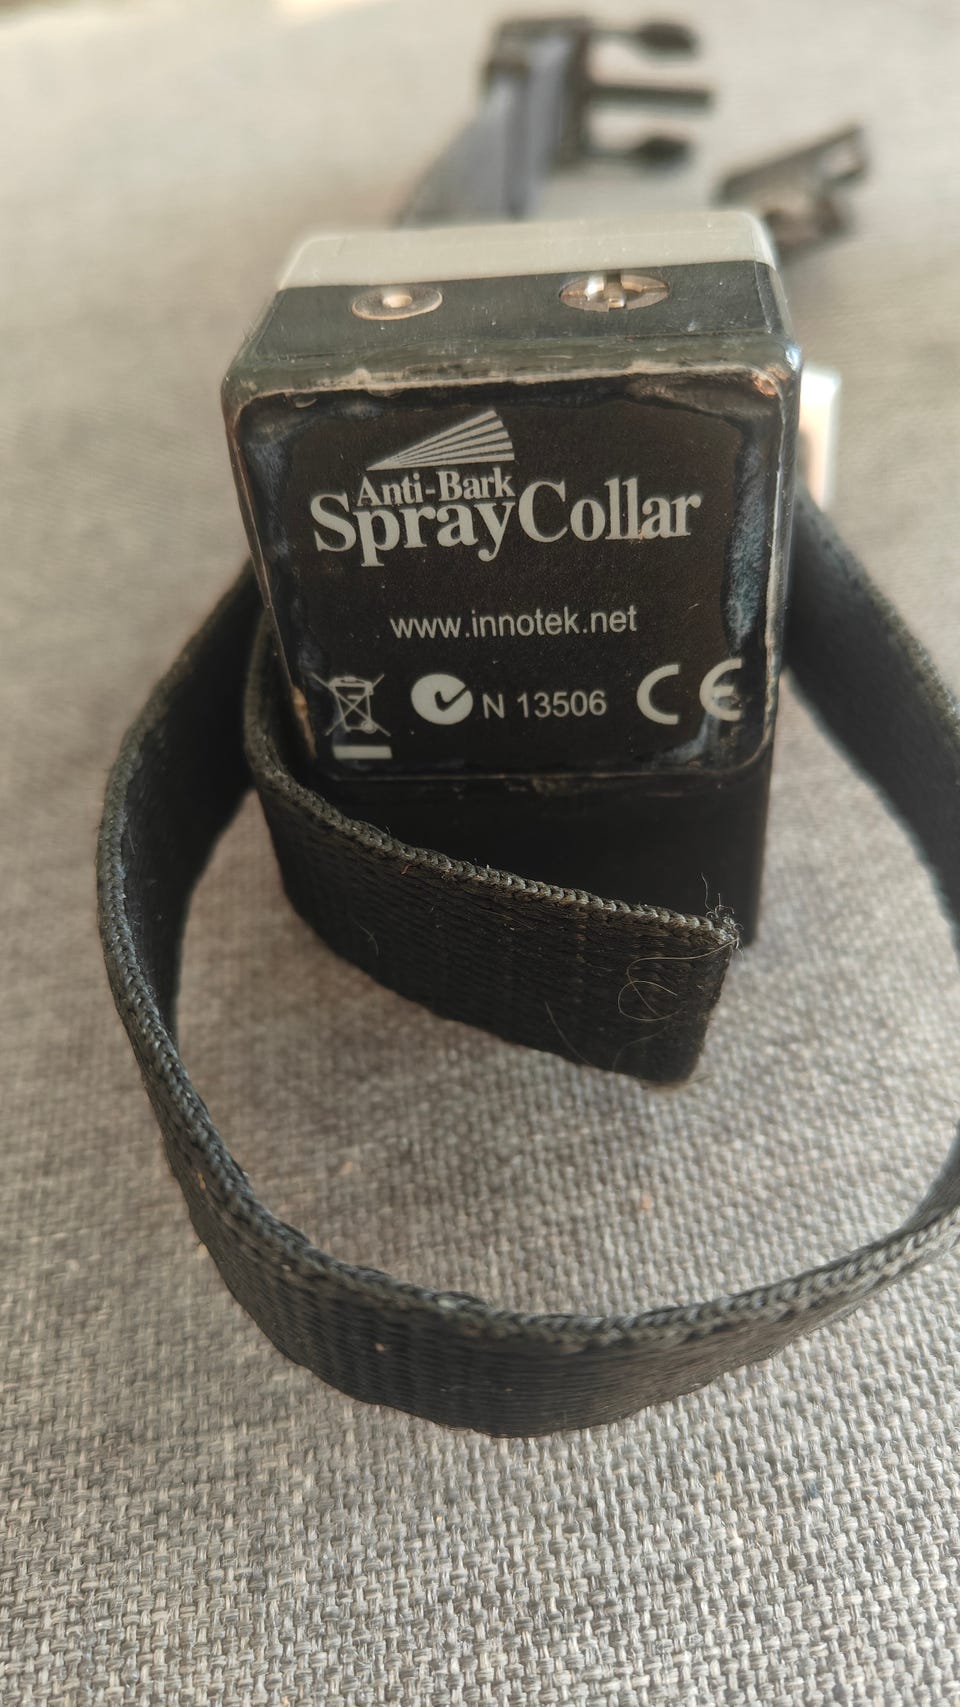 Anti-Bark
SprayCollar
www.innotek.net
N 13506 CE